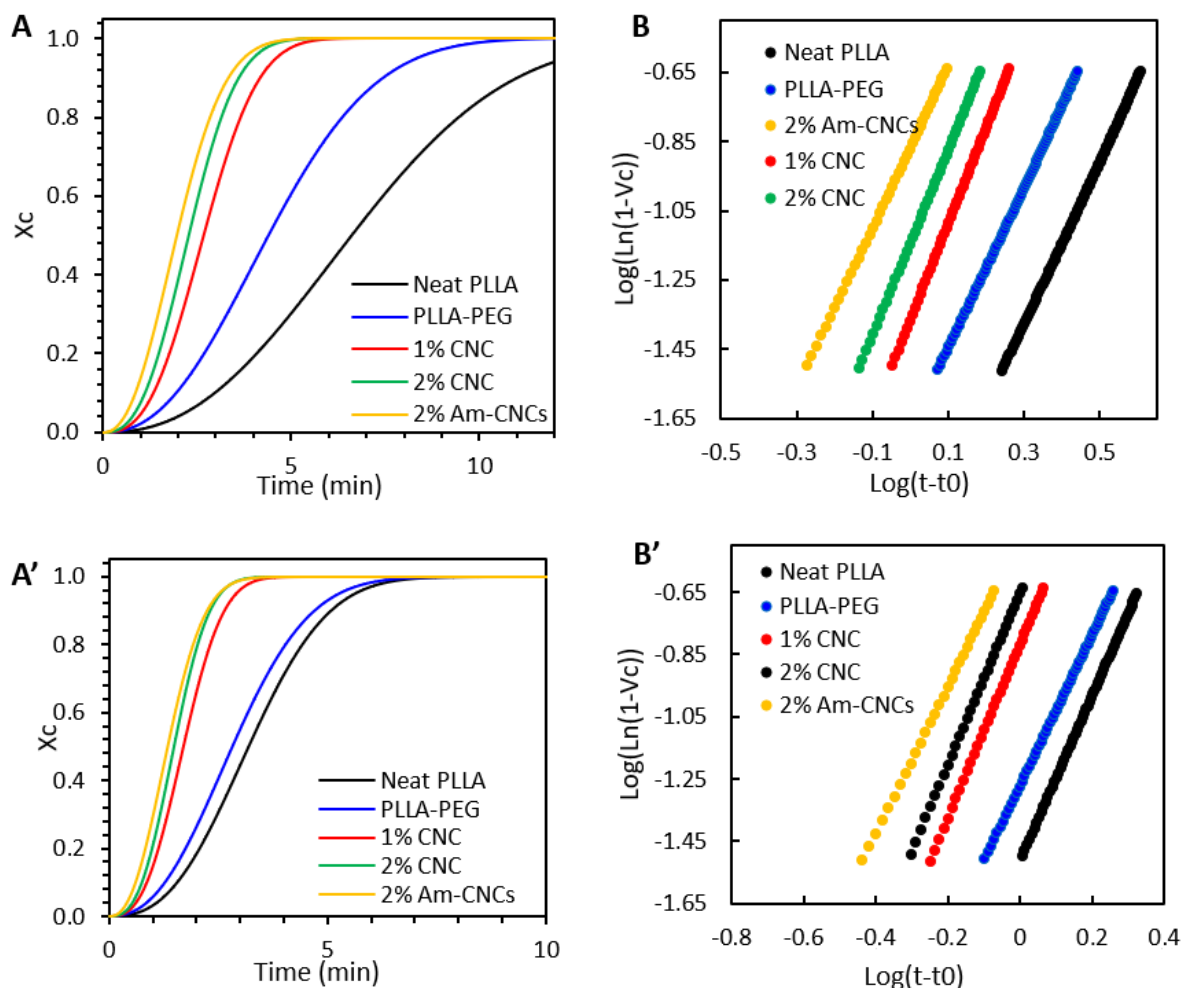 A
1.0
0.8
0.6
0.4
0.2
0.0
Xc
Neat PLLA
PLLA-PEG
1% CNC
2% CNC
2% Am-CNCs
0
5
10
Time (min)
B
-0.65
-0.85
-1.05
-1.25
-1.45
-1.65
Log(Ln(1-Vc))
Neat PLLA
PLLA-PEG
2% Am-CNCs
1% CNC
2% CNC
-0.5
-0.3
-0.1
0.1
0.3
0.5
Log(t-t0)
A’
1.0
0.8
0.6
0.4
0.2
0.0
Xc
Neat PLLA
PLLA-PEG
1% CNC
2% CNC
2% Am-CNCs
0
5
10
Time (min)
B’
-0.65
-0.85
-1.05
-1.25
-1.45
-1.65
Log(Ln(1-Vc))
Neat PLLA
PLLA-PEG
1% CNC
2% CNC
2% Am-CNCs
-0.8
-0.6
-0.4
-0.2
0
0.2
0.4
Log(t-t0)